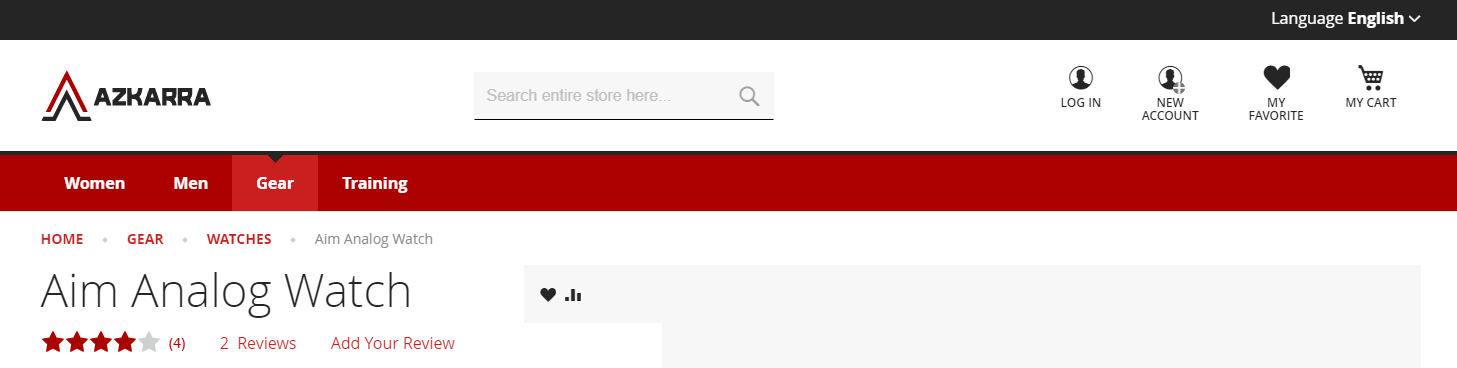 Language English
AZKARRA
Search entire store here...
LOG IN
NEW
ACCOUNT
MY
FAVORITE
MY CART
Women Men Gear Training
HOME GEAR WATCHES Aim Analog Watch
Aim Analog Watch
(4) 2 Reviews Add Your Review